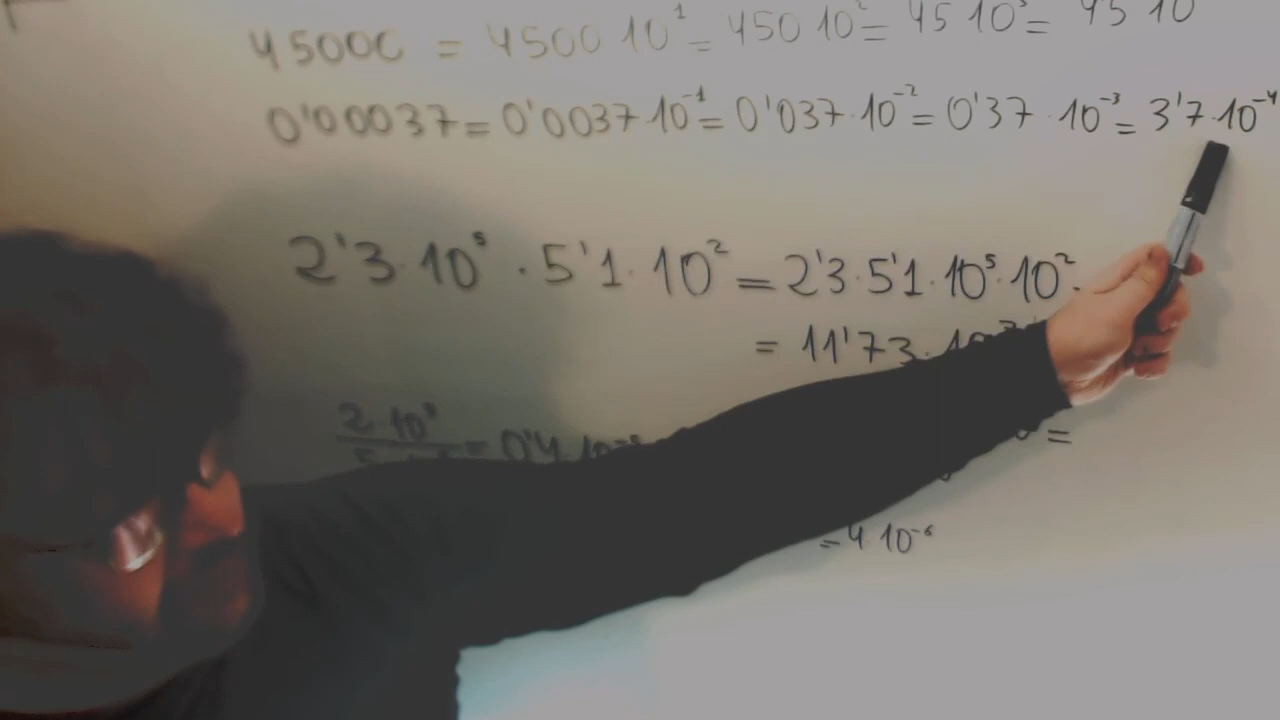 45000 = 4500 10¹ = 450 10² = 45 10³ = 45 10
0'00037 = 0'0037·10⁻¹ = 0'037·10⁻² = 0'37 · 10⁻³ = 3'7·10⁻⁴
2'3·10⁵ · 5'1·10² = 2'3·5'1·10⁵·10² =
= 11'73·10⁷
2·10³ = 0'4·10 =
= 4 10⁻⁶